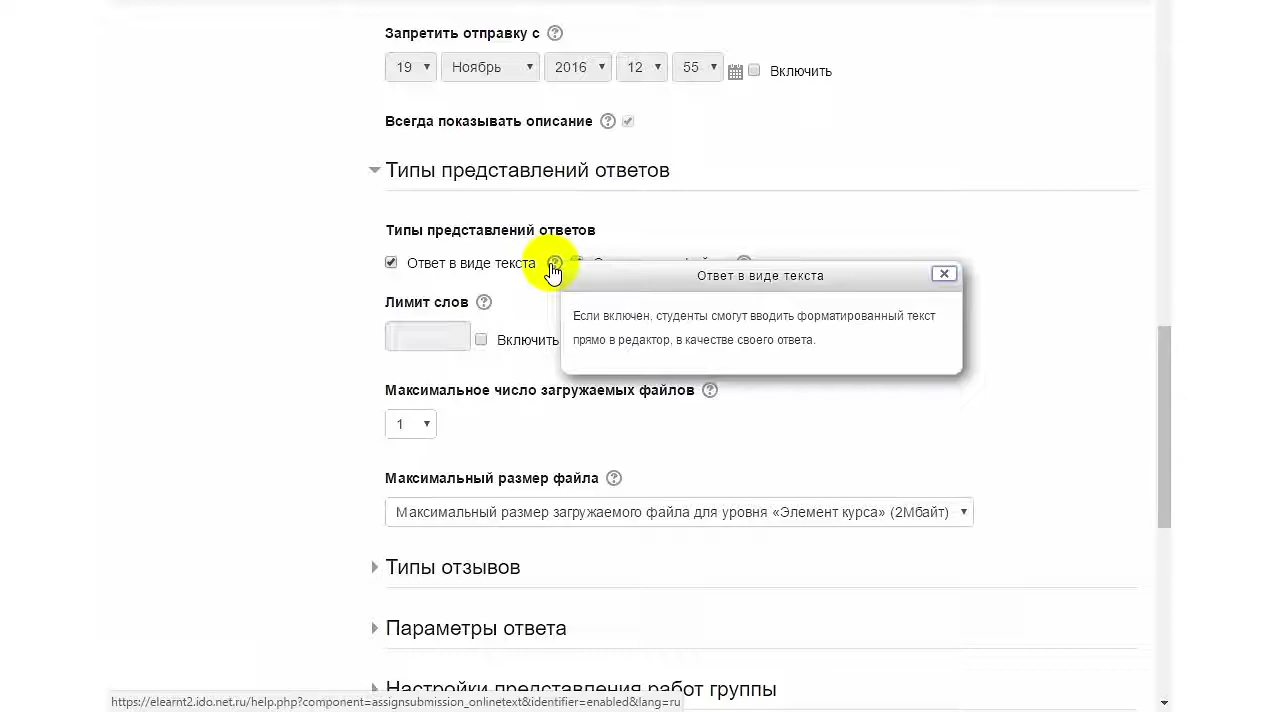 Запретить отправку с
19 Ноябрь 2016 12 55 Включить
Всегда показывать описание
Типы представлений ответов
Типы представлений ответов
Ответ в виде текста
Ответ в виде текста
Если включен, студенты смогут вводить форматированный текст
прямо в редактор, в качестве своего ответа.
Лимит слов
Включить
Максимальное число загружаемых файлов
1
Максимальный размер файла
Максимальный размер загружаемого файла для уровня «Элемент курса» (2Мбайт)
Типы отзывов
Параметры ответа
Настройки представления работ группы
https://elearnt2.ido.net.ru/help.php?component=assignsubmission_onlinetext&identifier=enabled&lang=ru